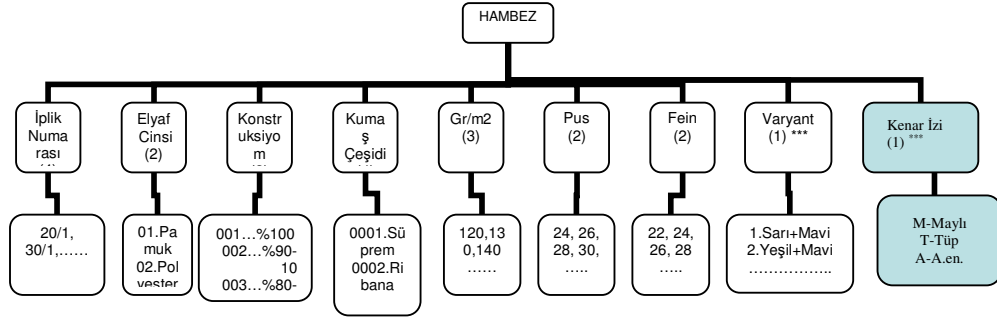 HAMBEZ
İplik
Numa
rası
Elyaf
Cinsi
(2)
Konstr
uksiyo
m
Kuma
ş
Çeşidi
Gr/m2
(3)
Pus
(2)
Fein
(2)
Varyant
(1) ***
Kenar İzi
(1) ***
20/1,
30/1,......
01.Pa
muk
02.Pol
yester
001...%100
002...%90-
10
003...%80-
0001.Sü
prem
0002.Ri
bana
120,13
0,140
......
24, 26,
28, 30,
.....
22, 24,
26, 28
.....
1.Sarı+Mavi
2.Yeşil+Mavi
..................
M-Maylı
T-Tüp
A-A.en.